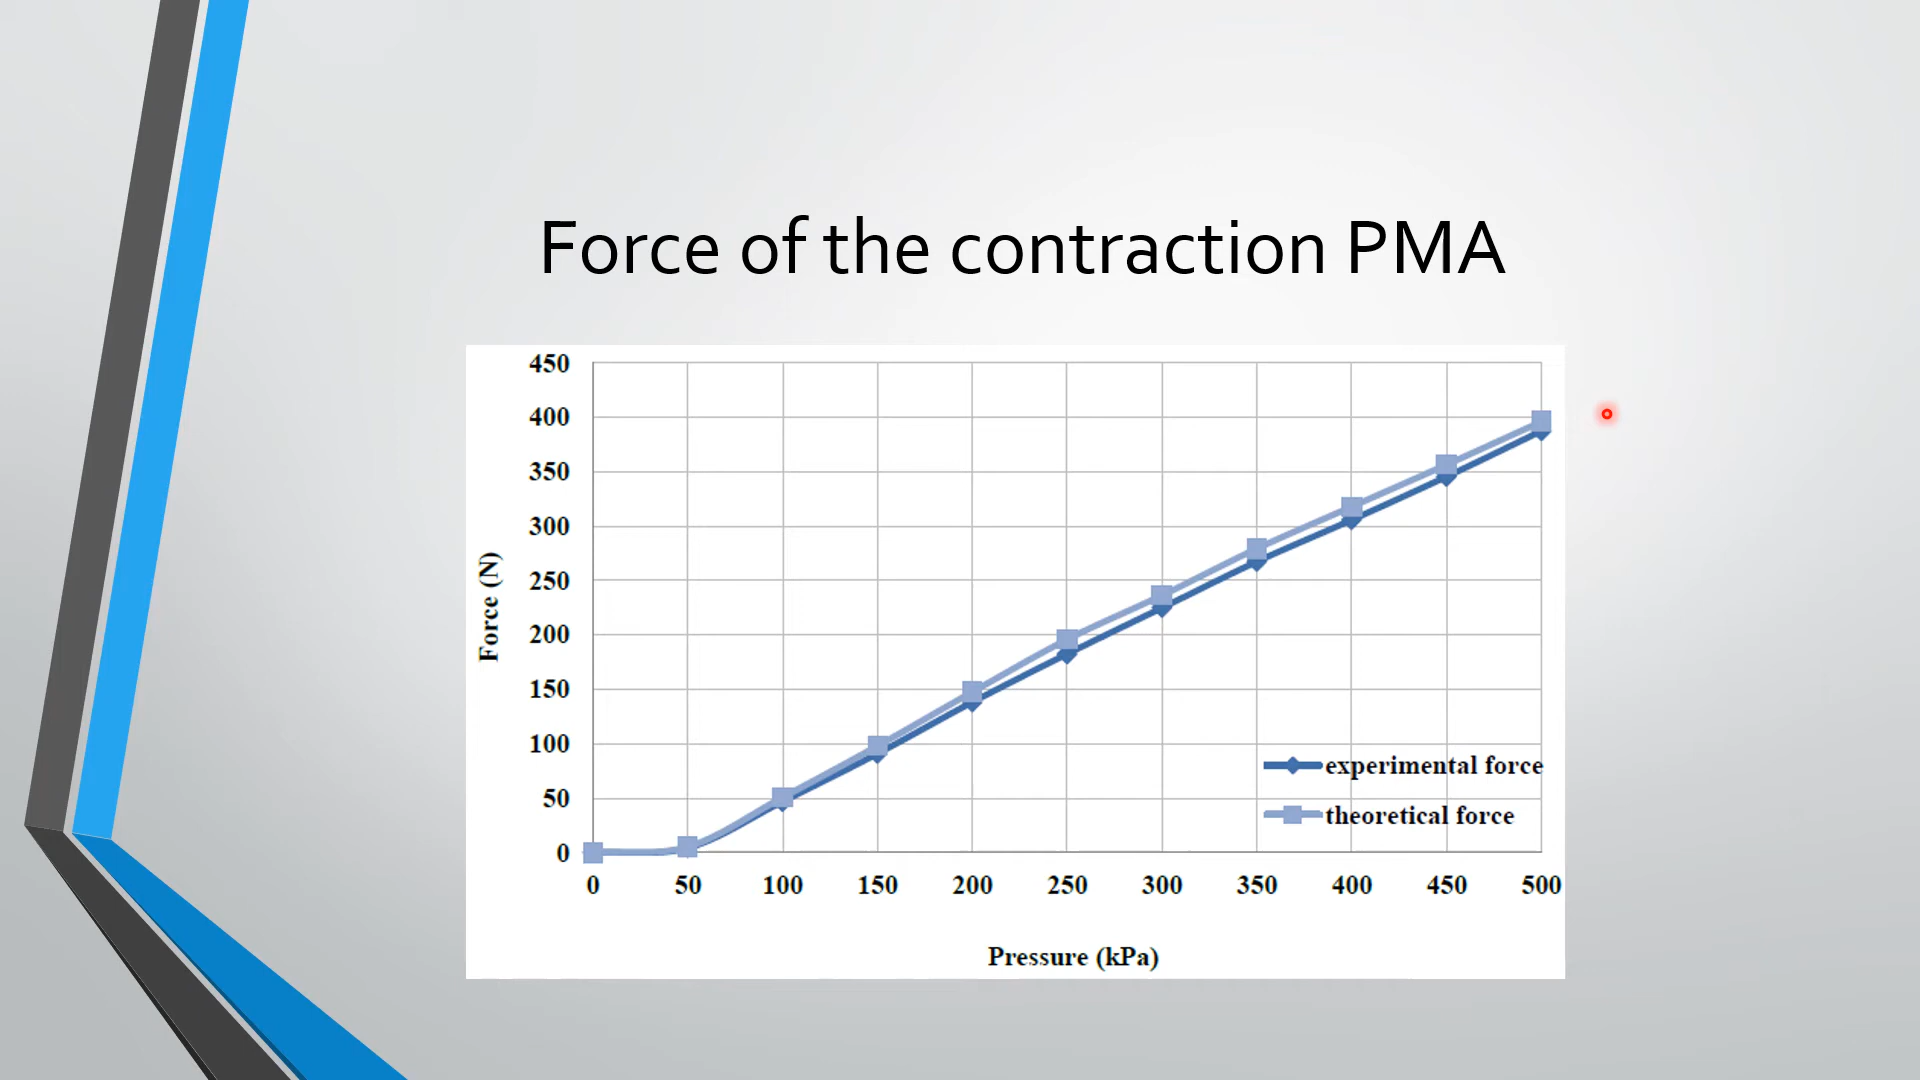 Force of the contraction PMA
450
400
350
300
250
200
150
100
50
0
Force (N)
experimental force
theoretical force
0 50 100 150 200 250 300 350 400 450 500
Pressure (kPa)